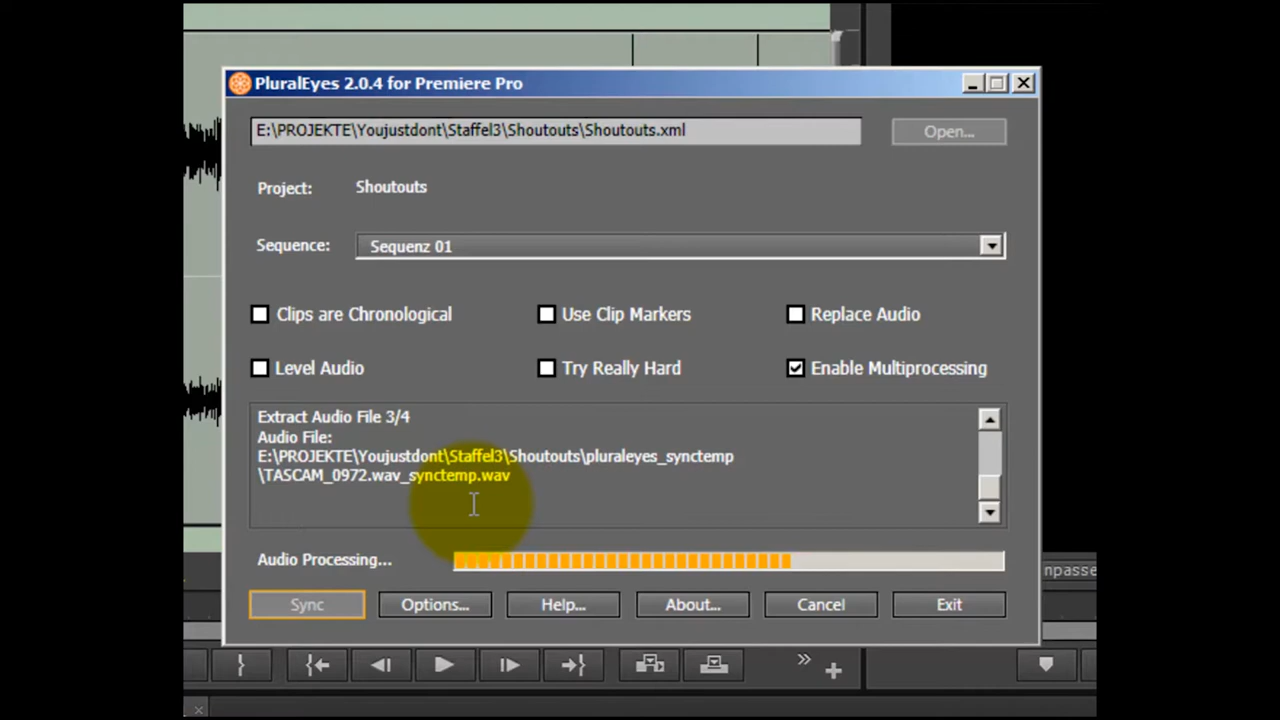 PluralEyes 2.0.4 for Premiere Pro
E:\PROJEKTE\Youjustdont\Staffel3\Shoutouts\Shoutouts.xml
Open...
Project: Shoutouts
Sequence: Sequenz 01
Clips are Chronological Use Clip Markers Replace Audio
Level Audio Try Really Hard Enable Multiprocessing
Extract Audio File 3/4
Audio File:
E:\PROJEKTE\Youjustdont\Staffel3\Shoutouts\pluraleyes_synctemp
\TASCAM_0972.wav_synctemp.wav
Audio Processing...
npasse
Sync Options... Help... About... Cancel Exit